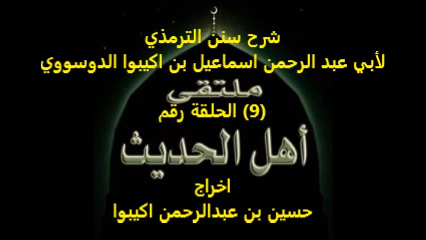 شرح سنن الترمذي
لأبي عبد الرحمن اسماعيل بن اكيبوا الدوسووي
ملتقى
(9) الحلقة رقم
أهل الحديث
اخراج
حسين بن عبدالرحمن اكيبوا